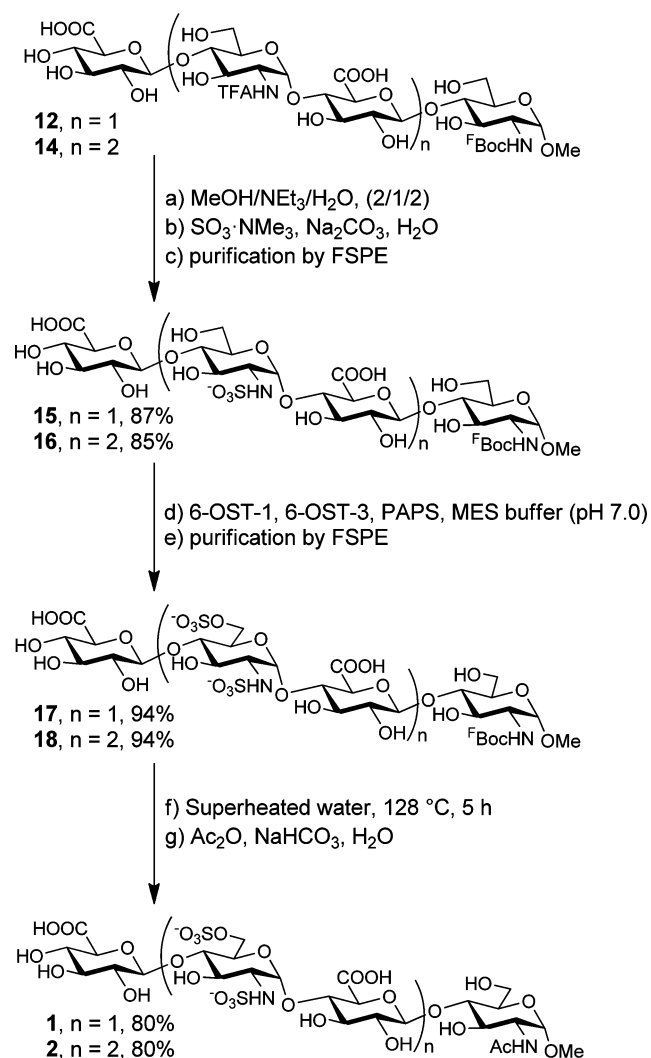 HO
HOOC O O O COOH HO
HO HO HO O O O
HO OH TFAHN O HO OH n HO ᶠBocHN OMe
12, n = 1
14, n = 2
a) MeOH/NEt₃/H₂O, (2/1/2)
b) SO₃·NMe₃, Na₂CO₃, H₂O
c) purification by FSPE
HO
HOOC O O O COOH HO
HO HO HO O O O
HO OH ⁻O₃SHN O HO OH n HO ᶠBocHN OMe
15, n = 1, 87%
16, n = 2, 85%
d) 6-OST-1, 6-OST-3, PAPS, MES buffer (pH 7.0)
e) purification by FSPE
⁻O₃SO
HOOC O O O COOH HO
HO HO HO O O O
HO OH ⁻O₃SHN O HO OH n HO ᶠBocHN OMe
17, n = 1, 94%
18, n = 2, 94%
f) Superheated water, 128 °C, 5 h
g) Ac₂O, NaHCO₃, H₂O
⁻O₃SO
HOOC O O O COOH HO
HO HO HO O O O
HO OH ⁻O₃SHN O HO OH n HO AcHN OMe
1, n = 1, 80%
2, n = 2, 80%